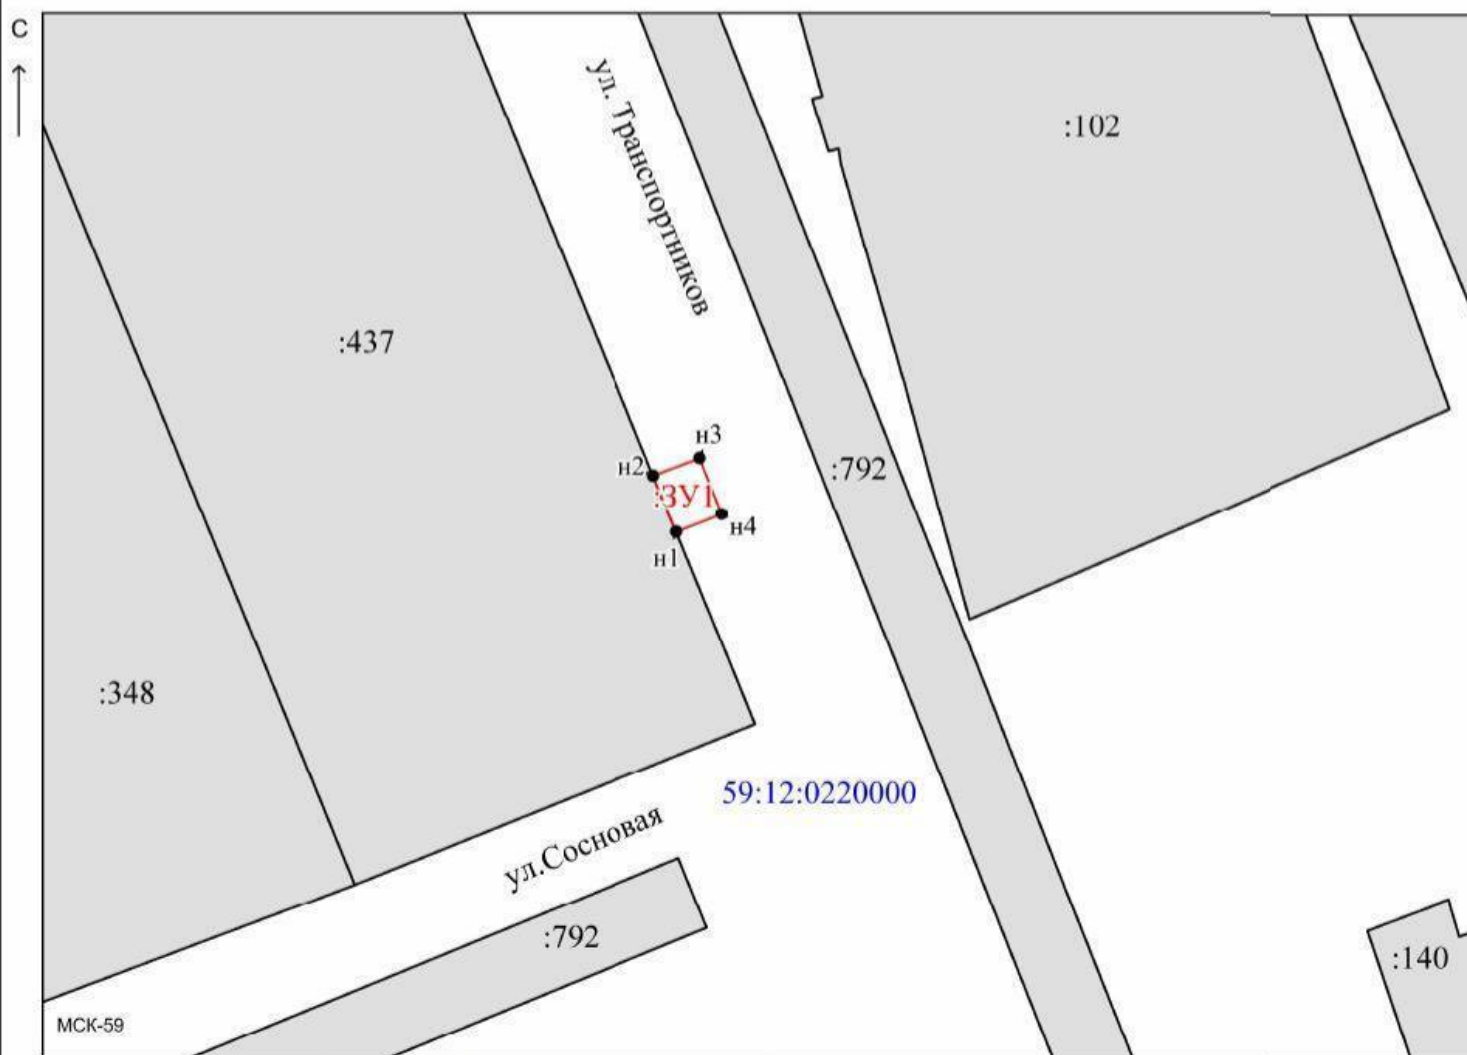 С
ул. Транспортников
:102
:437
н3
н2
:ЗУ1
:792
н4
н1
:348
59:12:0220000
ул.Сосновая
:792
:140
МСК-59